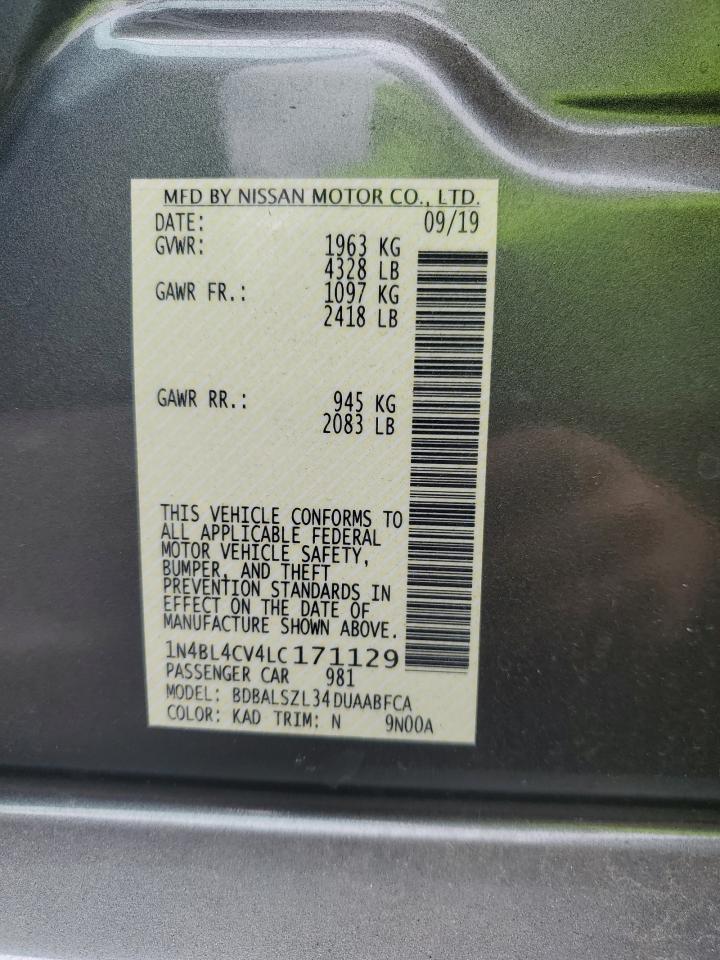 MFD BY NISSAN MOTOR CO., LTD.
DATE: 09/19
GVWR: 1963 KG
4328 LB
GAWR FR.: 1097 KG
2418 LB
GAWR RR.: 945 KG
2083 LB
THIS VEHICLE CONFORMS TO
ALL APPLICABLE FEDERAL
MOTOR VEHICLE SAFETY,
BUMPER, AND THEFT
PREVENTION STANDARDS IN
EFFECT ON THE DATE OF
MANUFACTURE SHOWN ABOVE.
1N4BL4CV4LC171129
PASSENGER CAR 981
MODEL: BDBALSZL34DUAABFCA
COLOR: KAD TRIM: N 9N00A